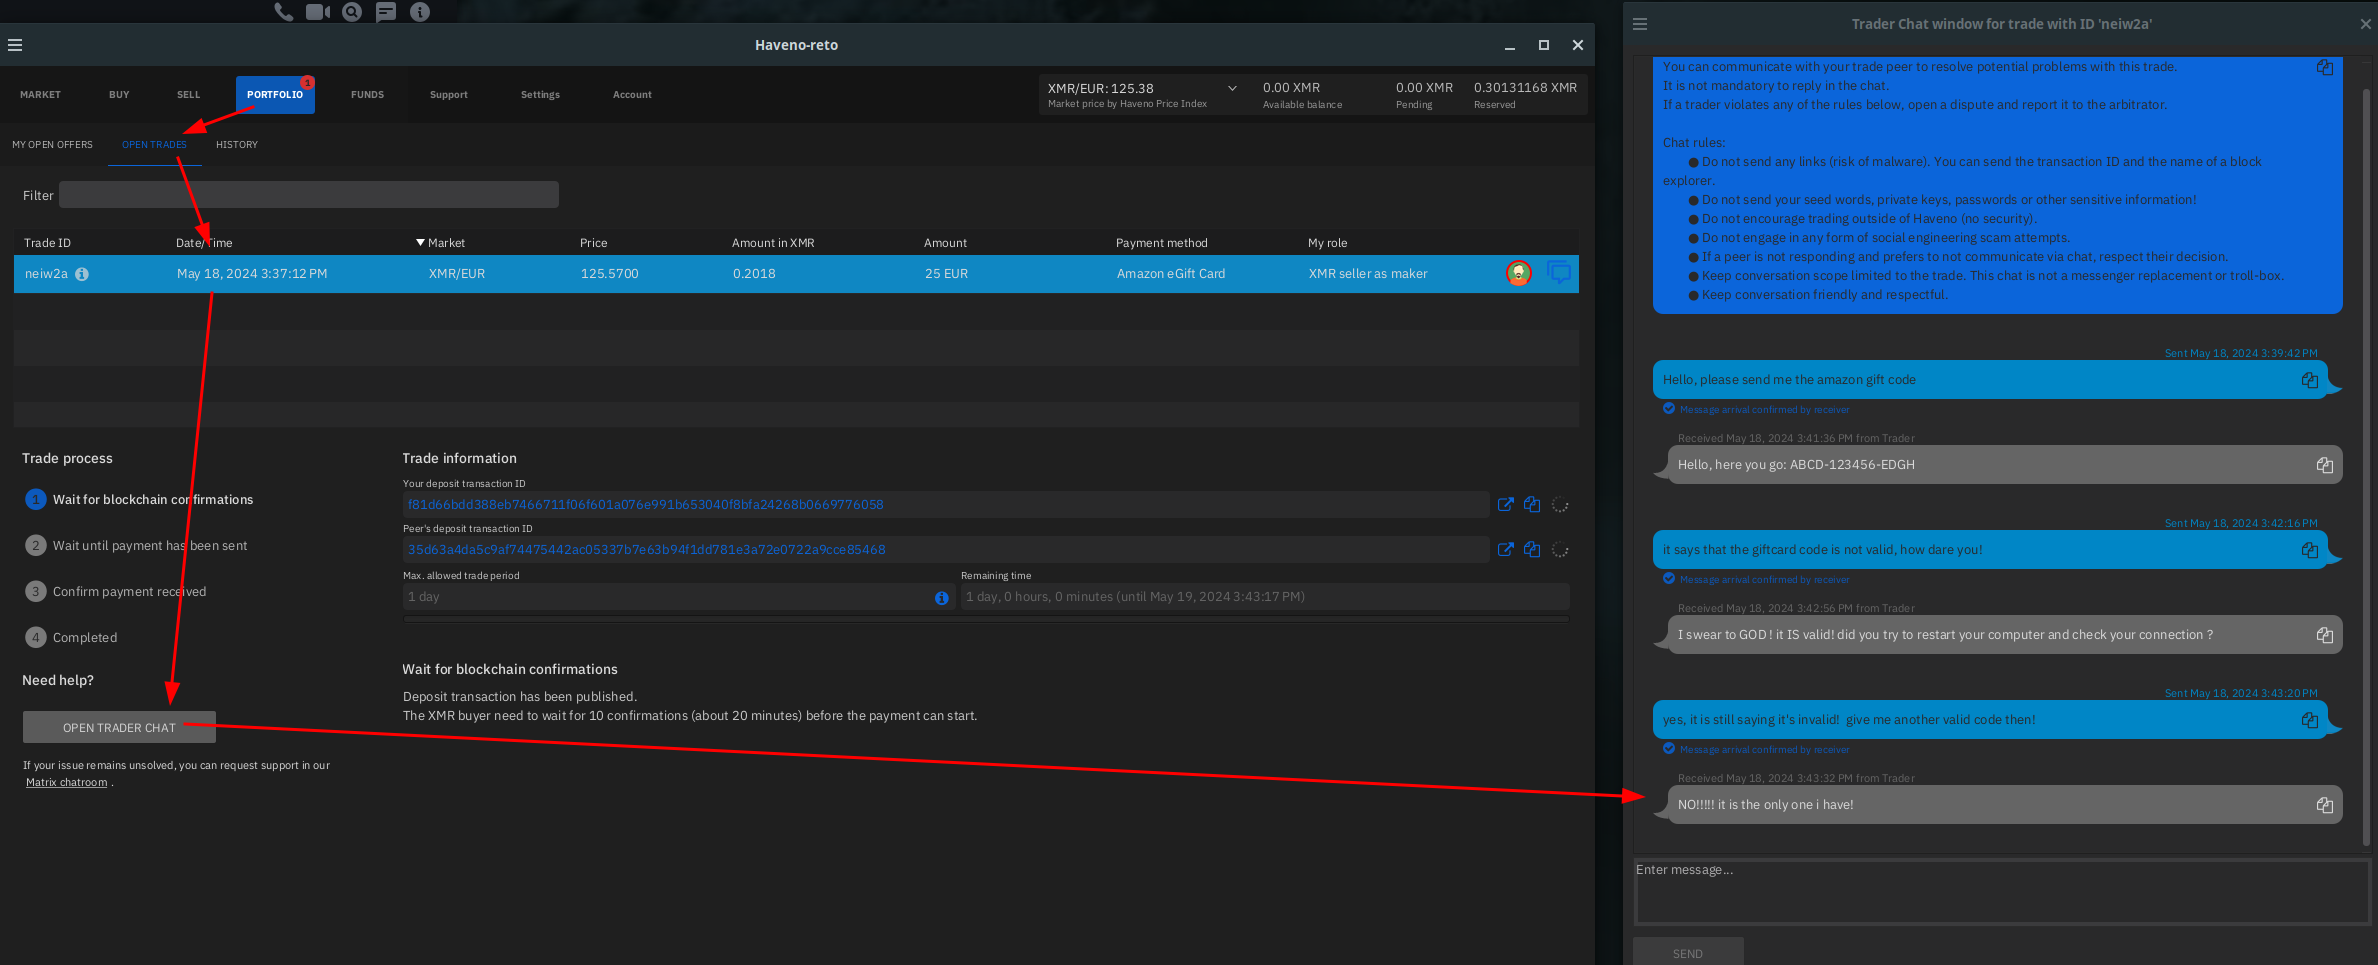 Haveno-reto
MARKET
BUY
SELL
PORTFOLIO
1
FUNDS
Support
Settings
Account
XMR/EUR: 125.38
Market price by Haveno Price Index
0.00 XMR
Available balance
0.00 XMR
Pending
0.30131168 XMR
Reserved
MY OPEN OFFERS
OPEN TRADES
HISTORY
Filter
Trade ID
Date/Time
Market
Price
Amount in XMR
Amount
Payment method
My role
neiw2a
May 18, 2024 3:37:12 PM
XMR/EUR
125.5700
0.2018
25 EUR
Amazon eGift Card
XMR seller as maker
Trade process
1 Wait for blockchain confirmations
2 Wait until payment has been sent
3 Confirm payment received
4 Completed
Need help?
OPEN TRADER CHAT
If your issue remains unsolved, you can request support in our
Matrix chatroom .
Trade information
Your deposit transaction ID
f81d66bdd388eb7466711f06f601a076e991b653040f8bfa24268b0669776058
Peer's deposit transaction ID
35d63a4da5c9af74475442ac05337b7e63b94f1dd781e3a72e0722a9cce85468
Max. allowed trade period
1 day
Remaining time
1 day, 0 hours, 0 minutes (until May 19, 2024 3:43:17 PM)
Wait for blockchain confirmations
Deposit transaction has been published.
The XMR buyer need to wait for 10 confirmations (about 20 minutes) before the payment can start.
Trader Chat window for trade with ID 'neiw2a'
You can communicate with your trade peer to resolve potential problems with this trade.
It is not mandatory to reply in the chat.
If a trader violates any of the rules below, open a dispute and report it to the arbitrator.
Chat rules:
● Do not send any links (risk of malware). You can send the transaction ID and the name of a block
explorer.
● Do not send your seed words, private keys, passwords or other sensitive information!
● Do not encourage trading outside of Haveno (no security).
● Do not engage in any form of social engineering scam attempts.
● If a peer is not responding and prefers to not communicate via chat, respect their decision.
● Keep conversation scope limited to the trade. This chat is not a messenger replacement or troll-box.
● Keep conversation friendly and respectful.
Sent May 18, 2024 3:39:42 PM
Hello, please send me the amazon gift code
Message arrival confirmed by receiver
Received May 18, 2024 3:41:36 PM from Trader
Hello, here you go: ABCD-123456-EDGH
Sent May 18, 2024 3:42:16 PM
it says that the giftcard code is not valid, how dare you!
Message arrival confirmed by receiver
Received May 18, 2024 3:42:56 PM from Trader
I swear to GOD ! it IS valid! did you try to restart your computer and check your connection ?
Sent May 18, 2024 3:43:20 PM
yes, it is still saying it's invalid!  give me another valid code then!
Message arrival confirmed by receiver
Received May 18, 2024 3:43:32 PM from Trader
NO!!!!! it is the only one i have!
Enter message...
SEND